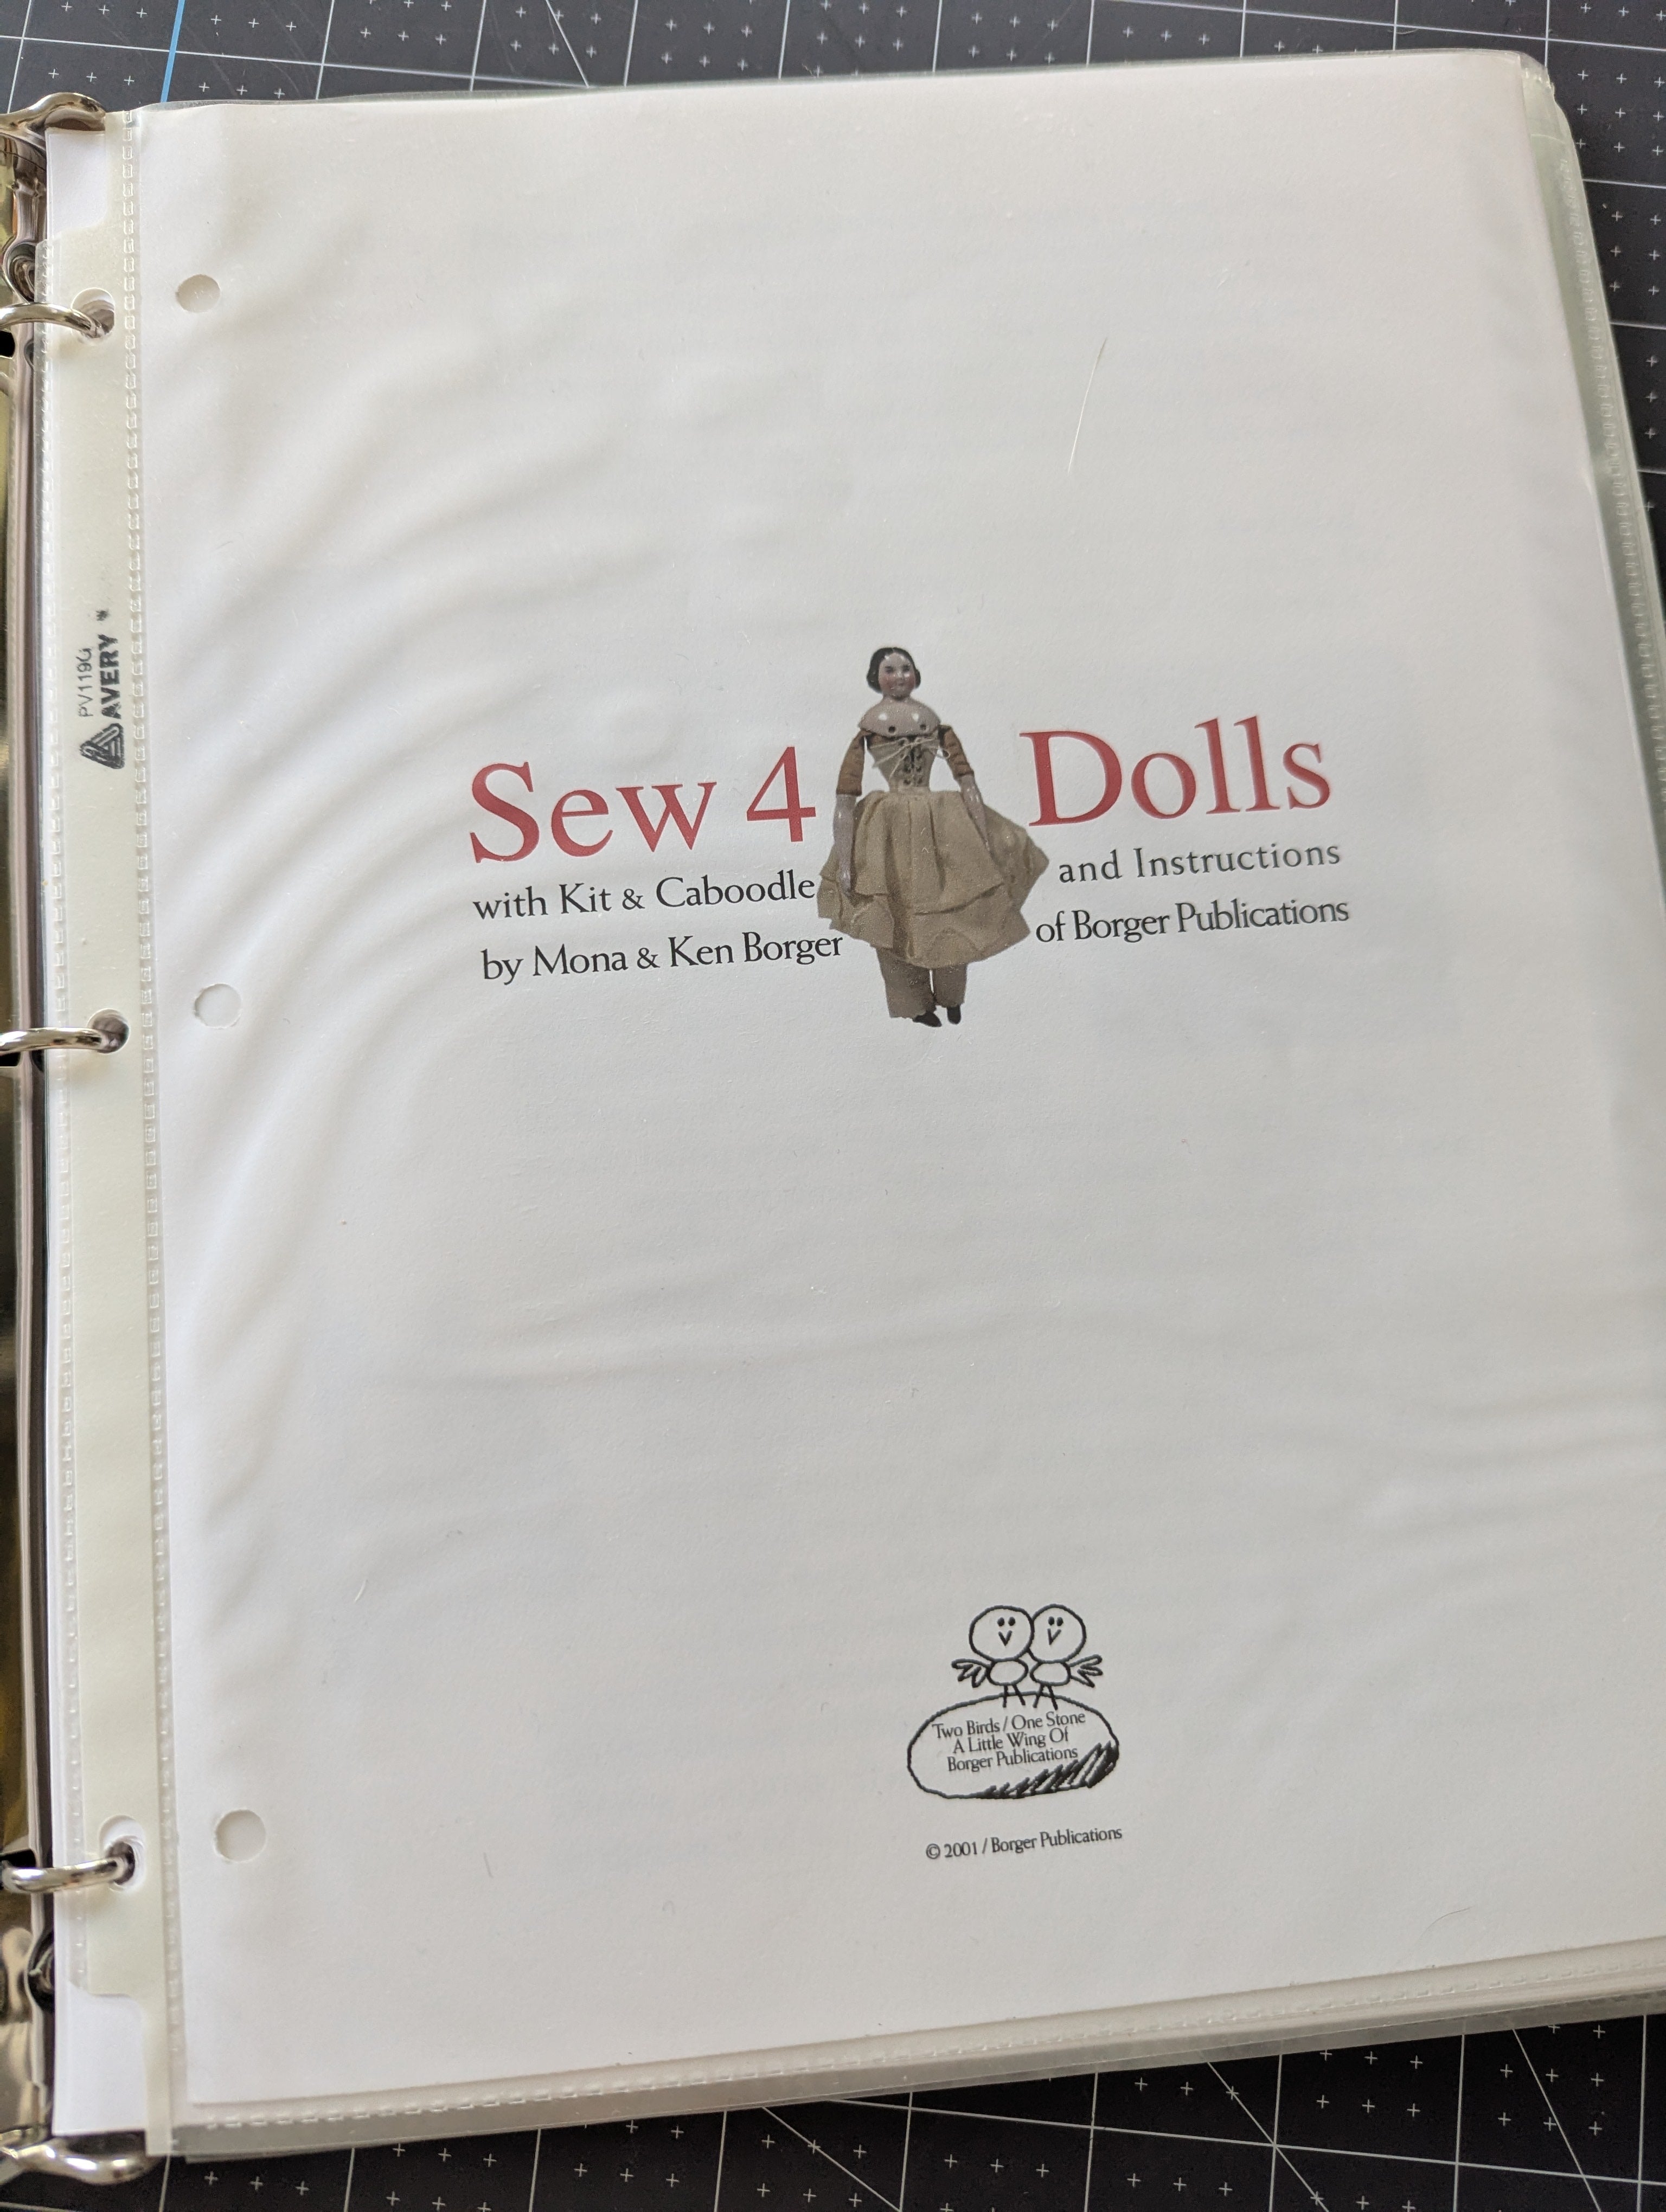 Sew 4 Dolls
with Kit & Caboodle and Instructions
by Mona & Ken Borger of Borger Publications
PV119G
AVERY
Two Birds / One Stone
A Little Wing Of
Borger Publications
© 2001 / Borger Publications